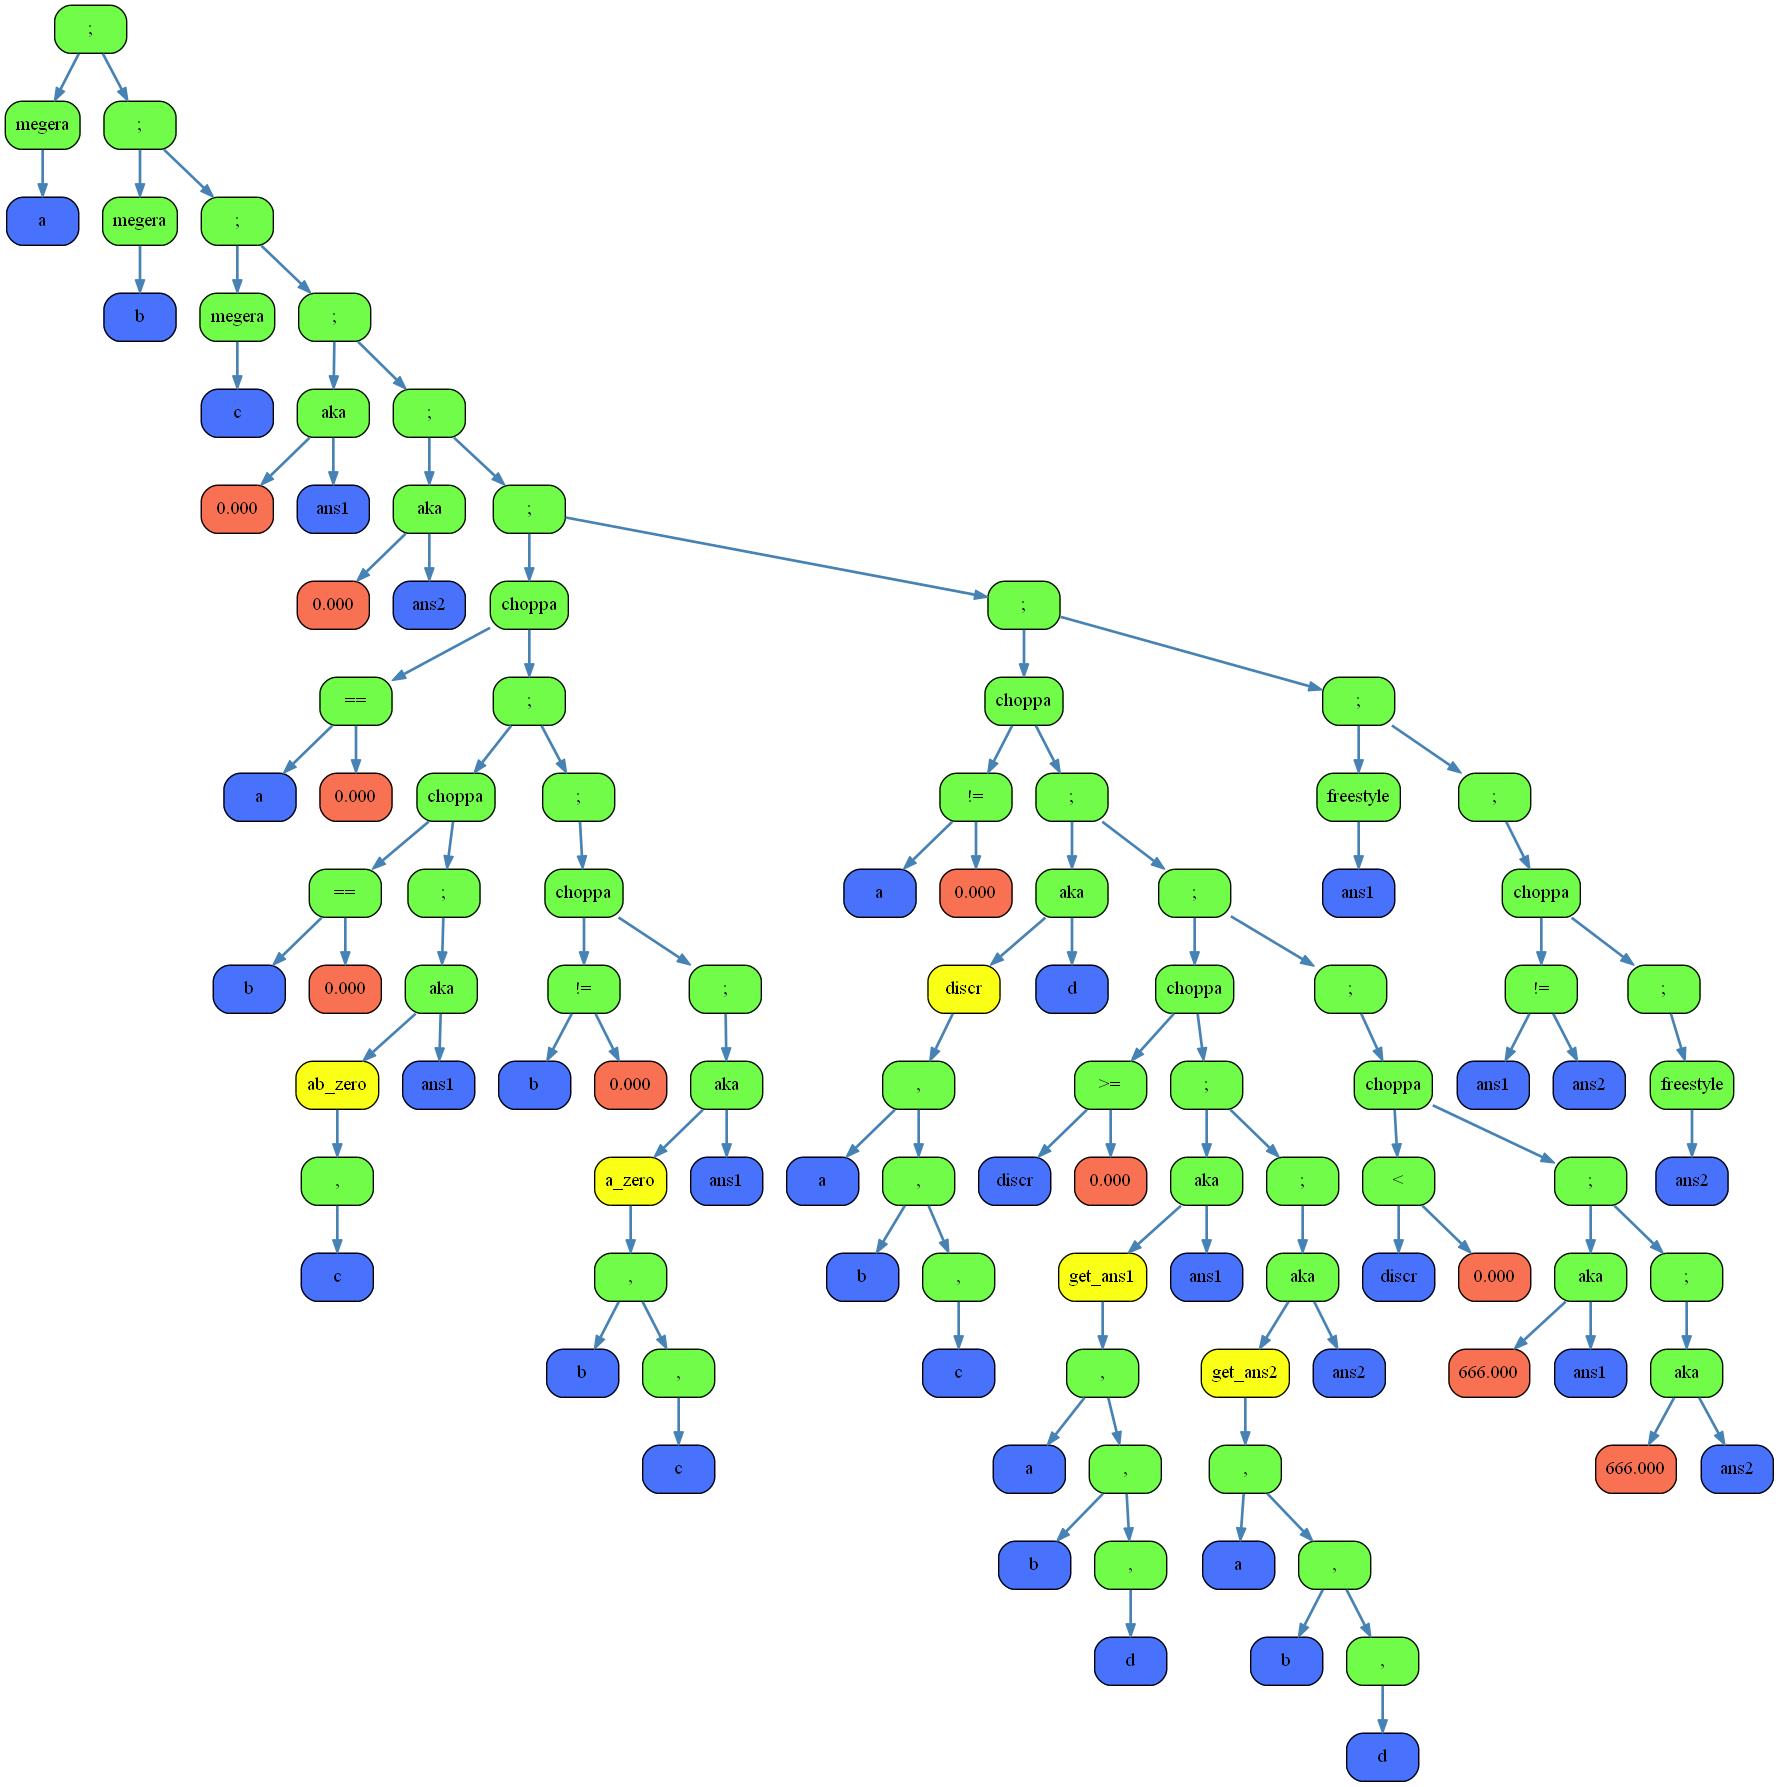 ;
megera ;
a megera ;
b megera ;
c aka ;
0.000 ans1 aka ;
0.000 ans2 choppa ;
== ; choppa ;
a 0.000 choppa ; != ; freestyle ;
== ; choppa a 0.000 aka ; ans1 choppa
b 0.000 aka != ; discr d choppa ; != ;
ab_zero ans1 b 0.000 aka , >= ; choppa ans1 ans2 freestyle
, a_zero ans1 a , discr 0.000 aka ; < ; ans2
c , b , get_ans1 ans1 aka discr 0.000 aka ;
b , c , get_ans2 ans2 666.000 ans1 aka
c a , , 666.000 ans2
b , a ,
d b ,
d